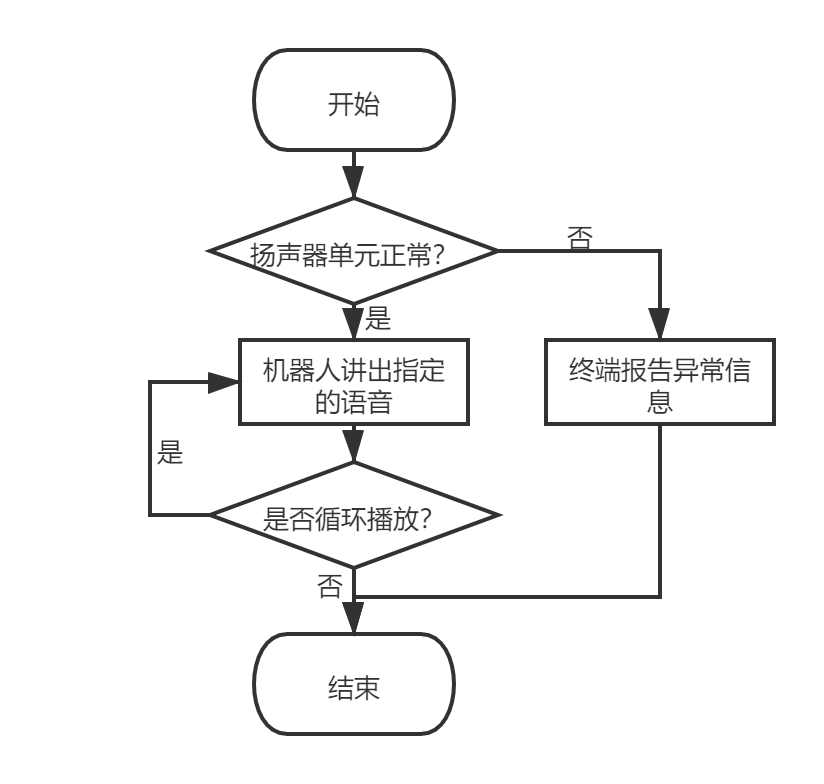 开始
扬声器单元正常？
否
是
机器人讲出指定
的语音
终端报告异常信
息
是
是否循环播放？
否
结束